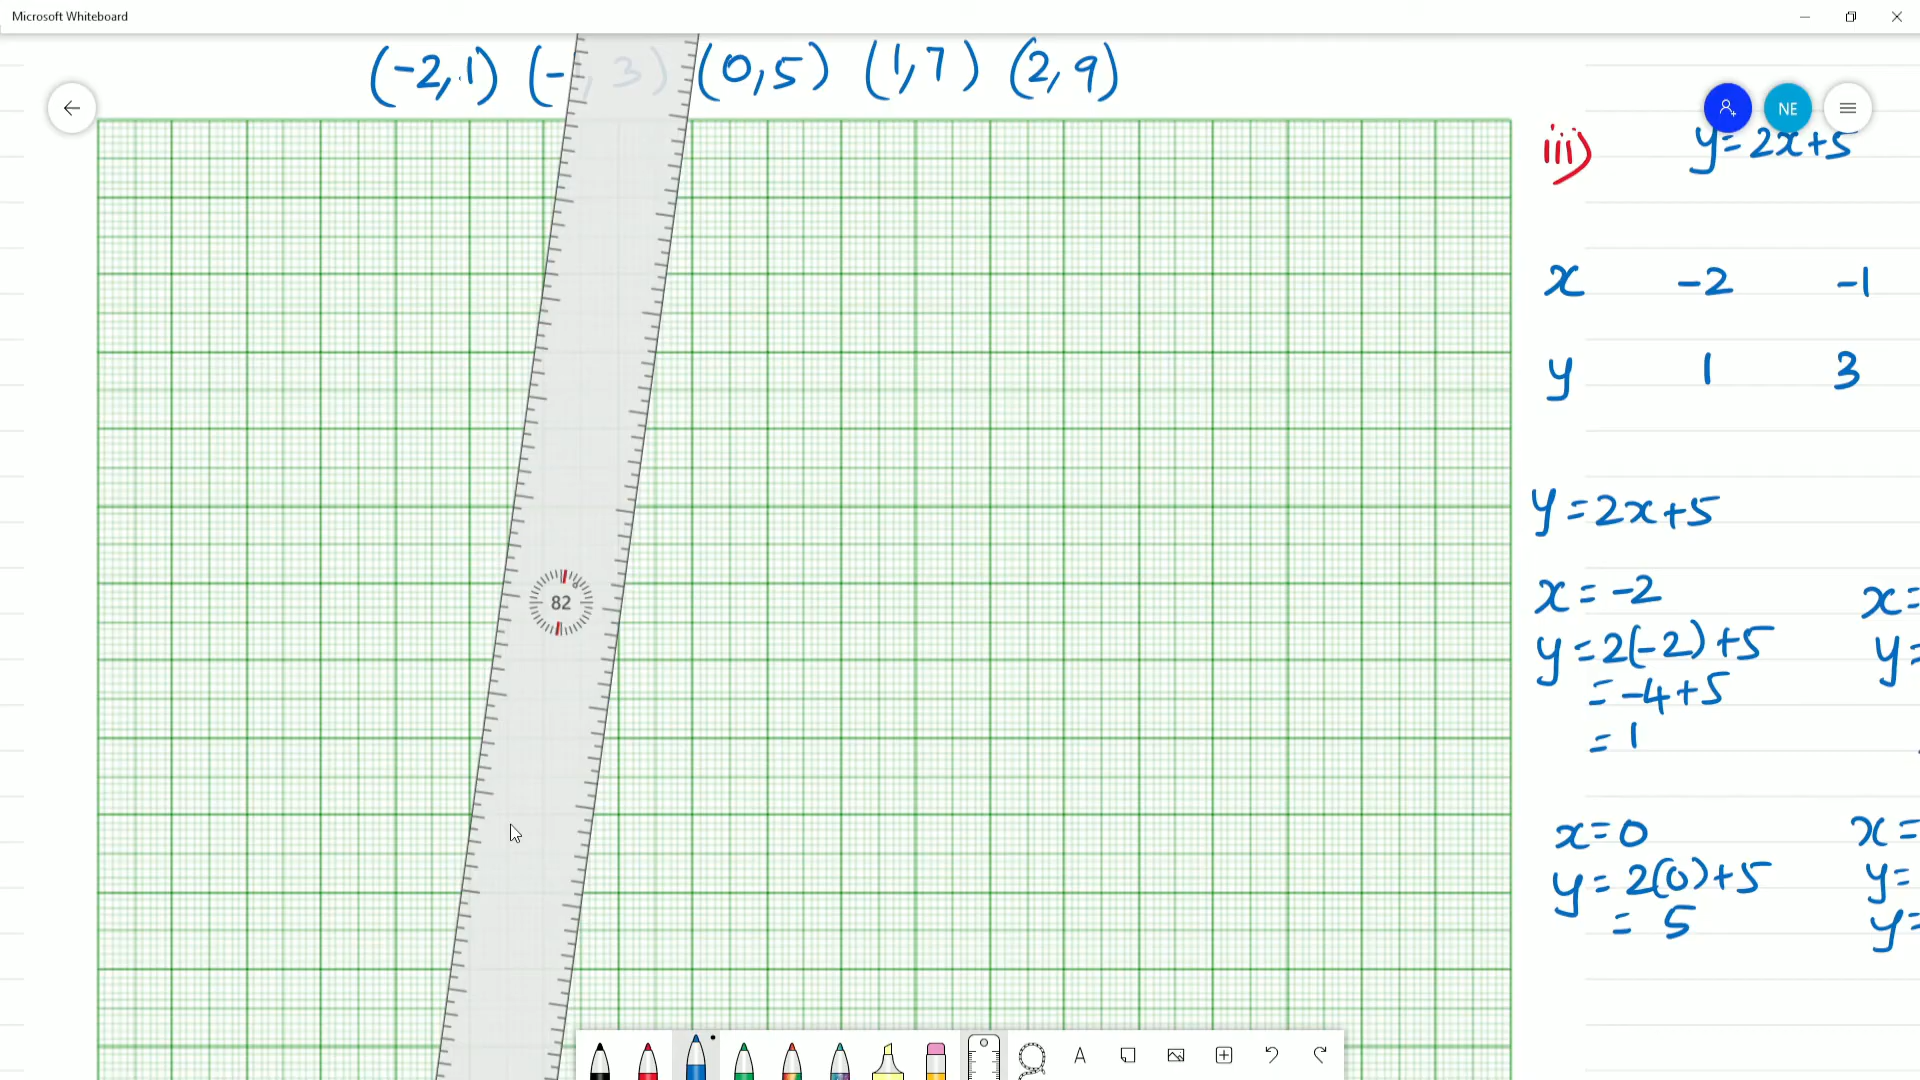 Microsoft Whiteboard
(-2,1) (- , 3) (0,5) (1,7) (2,9)
NE
iii) y=2x+5
x -2 -1
y 1 3
y=2x+5
82
x=-2 x=
y=2(-2)+5 y=
=-4+5
=1
x=0 x=
y=2(0)+5 y=
= 5 y=
A